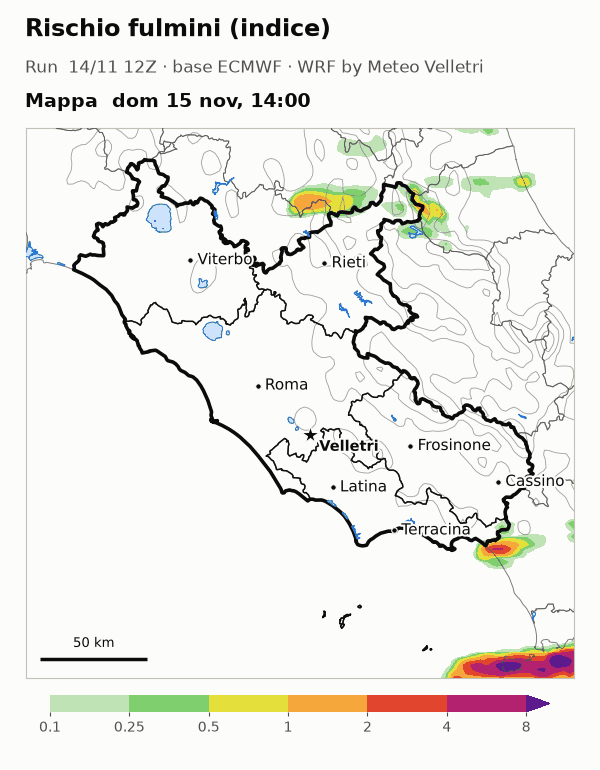 Rischio fulmini (indice)
Run  14/11 12Z · base ECMWF · WRF by Meteo Velletri
Mappa  dom 15 nov, 14:00
Viterbo
Rieti
Roma
Velletri
Frosinone
Cassino
Latina
Terracina
50 km
0.1 0.25 0.5 1 2 4 8